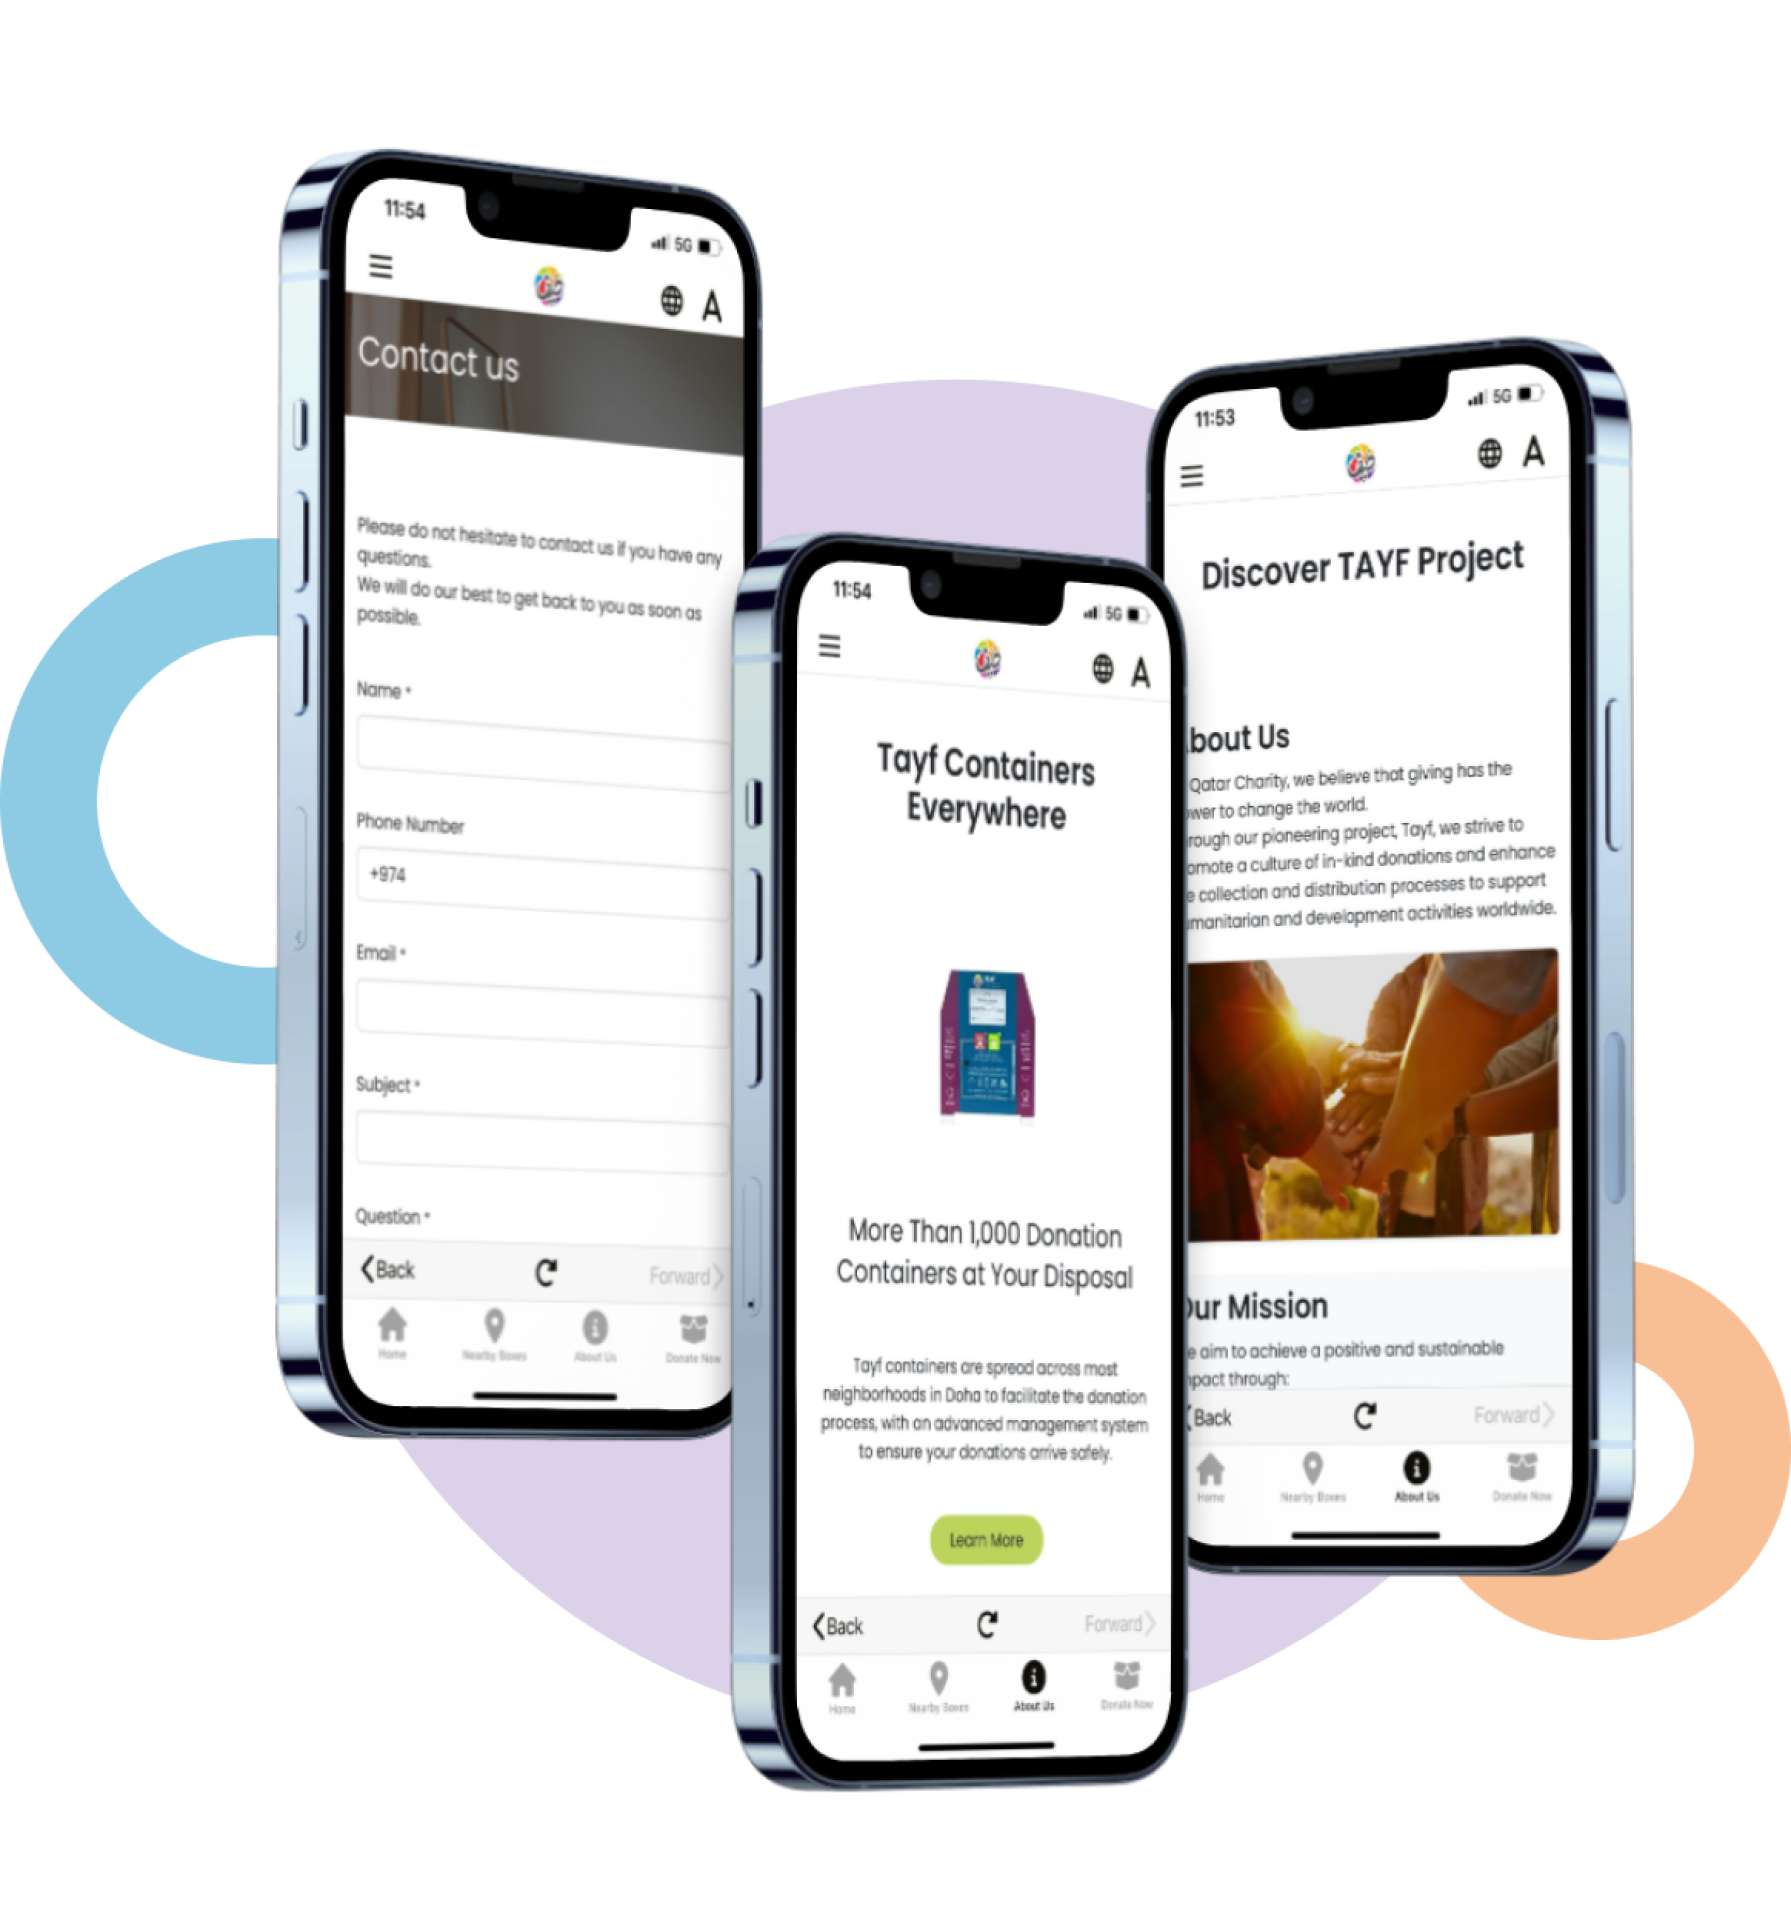 11:54
5G
A
Contact us
Please do not hesitate to contact us if you have any
questions.
We will do our best to get back to you as soon as
possible.
Name *
Phone Number
+974
Email *
Subject *
Question *
Back
Forward
Home
Nearby Boxes
About Us
Donate Now
11:54
5G
A
Tayf Containers
Everywhere
More Than 1,000 Donation
Containers at Your Disposal
Tayf containers are spread across most
neighborhoods in Doha to facilitate the donation
process, with an advanced management system
to ensure your donations arrive safely.
Learn More
Back
Forward
Home
Nearby Boxes
About Us
Donate Now
11:53
5G
A
Discover TAYF Project
bout Us
Qatar Charity, we believe that giving has the
wer to change the world.
rough our pioneering project, Tayf, we strive to
omote a culture of in-kind donations and enhance
e collection and distribution processes to support
manitarian and development activities worldwide.
ur Mission
e aim to achieve a positive and sustainable
pact through:
Back
Forward
Home
Nearby Boxes
About Us
Donate Now